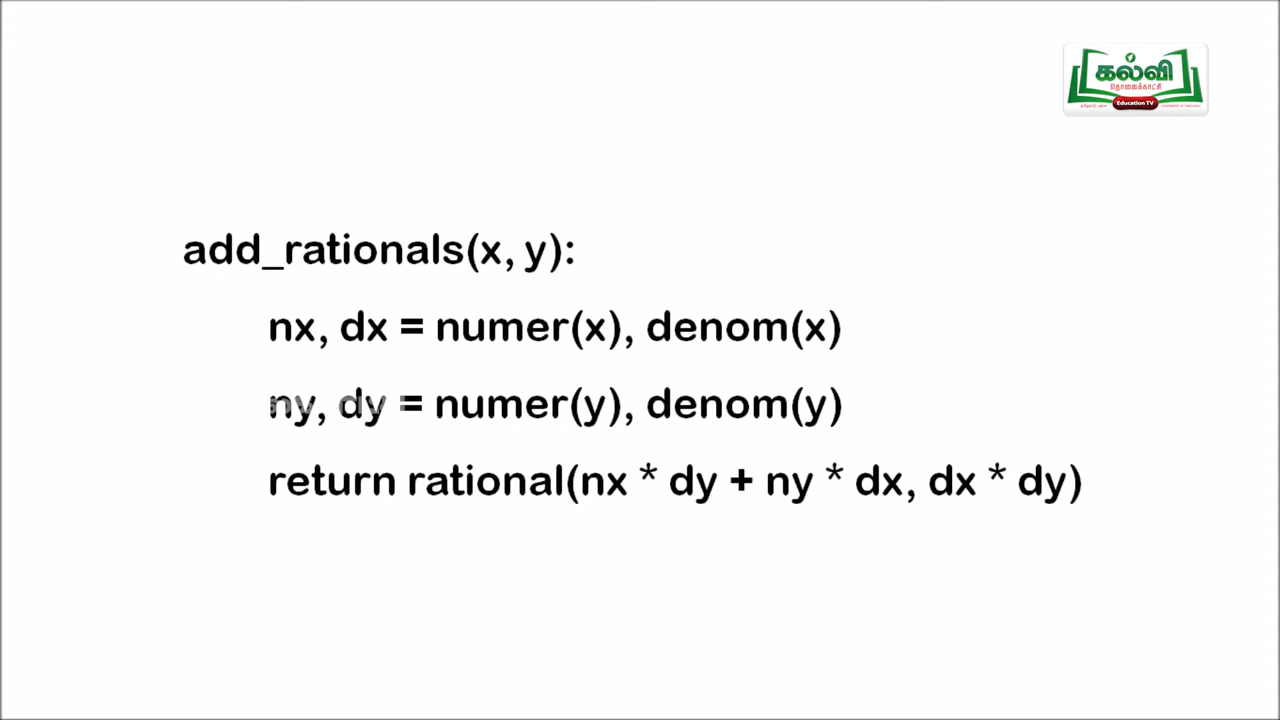 கல்வி
தொலைக்காட்சி
Education TV
add_rationals(x, y):
nx, dx = numer(x), denom(x)
ny, dy = numer(y), denom(y)
return rational(nx * dy + ny * dx, dx * dy)